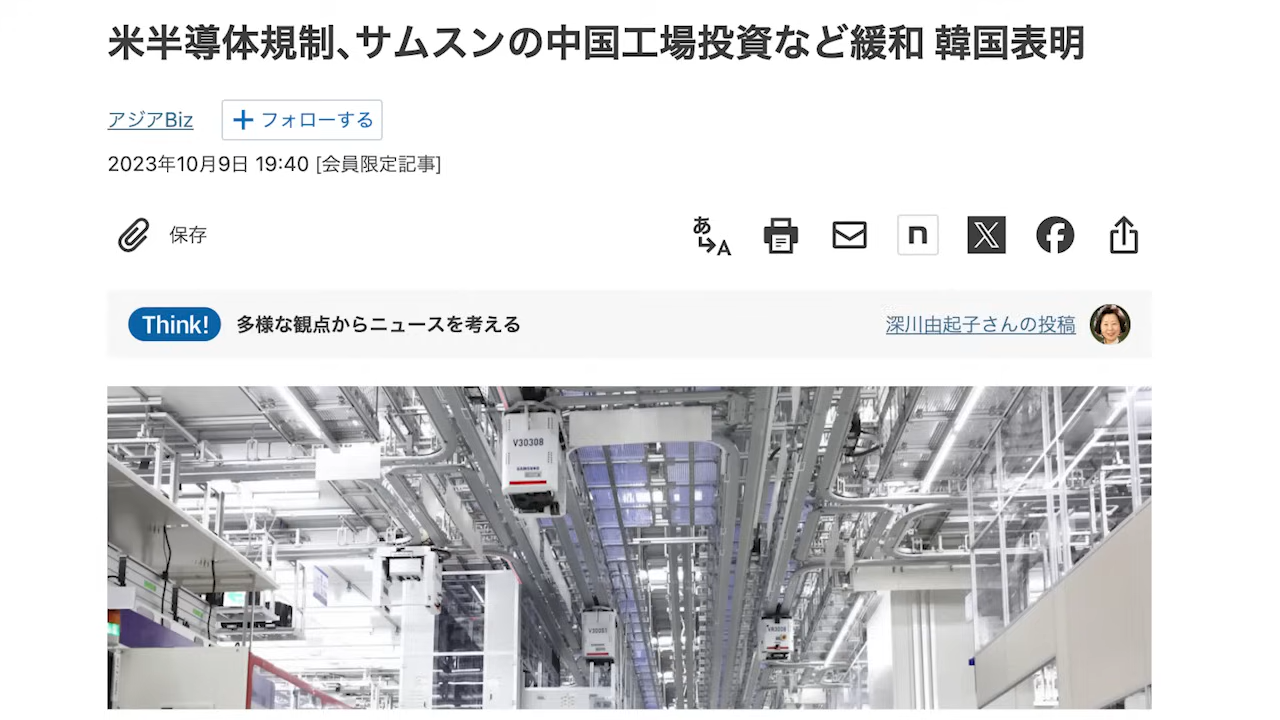 米半導体規制、サムスンの中国工場投資など緩和 韓国表明
アジアBiz
フォローする
2023年10月9日 19:40 [会員限定記事]
保存
あ
A
n
X
f
Think!
多様な観点からニュースを考える
深川由起子さんの投稿
V30308
SAMSUNG